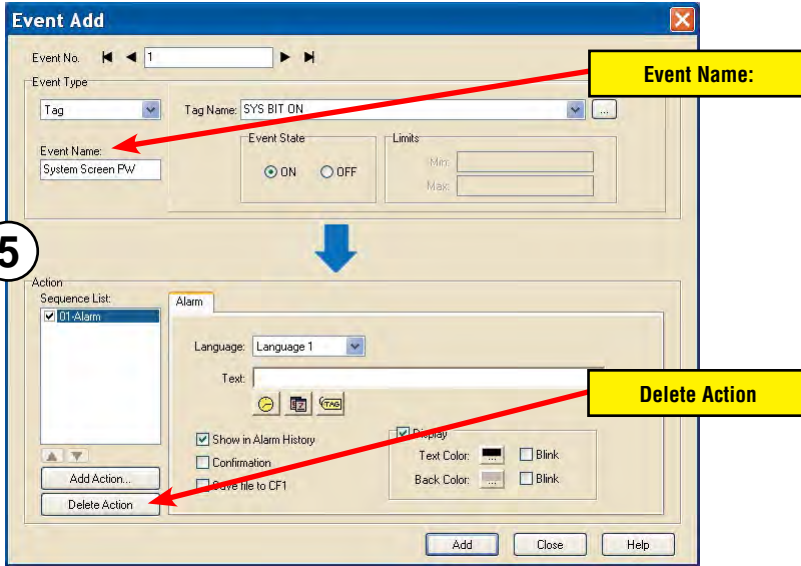 Event Add
Event No. 1
Event Type
Tag
Tag Name: SYS BIT ON ...
Event Name:
System Screen PW
Event State
ON OFF
Limits
Min:
Max:
Event Name:
5
Action
Sequence List:
01-Alarm
Alarm
Language: Language 1
Text:
TAG
Show in Alarm History
Confirmation
Save file to CF1
Display
Text Color: ... Blink
Back Color: ... Blink
Delete Action
Add Action...
Delete Action
Add Close Help